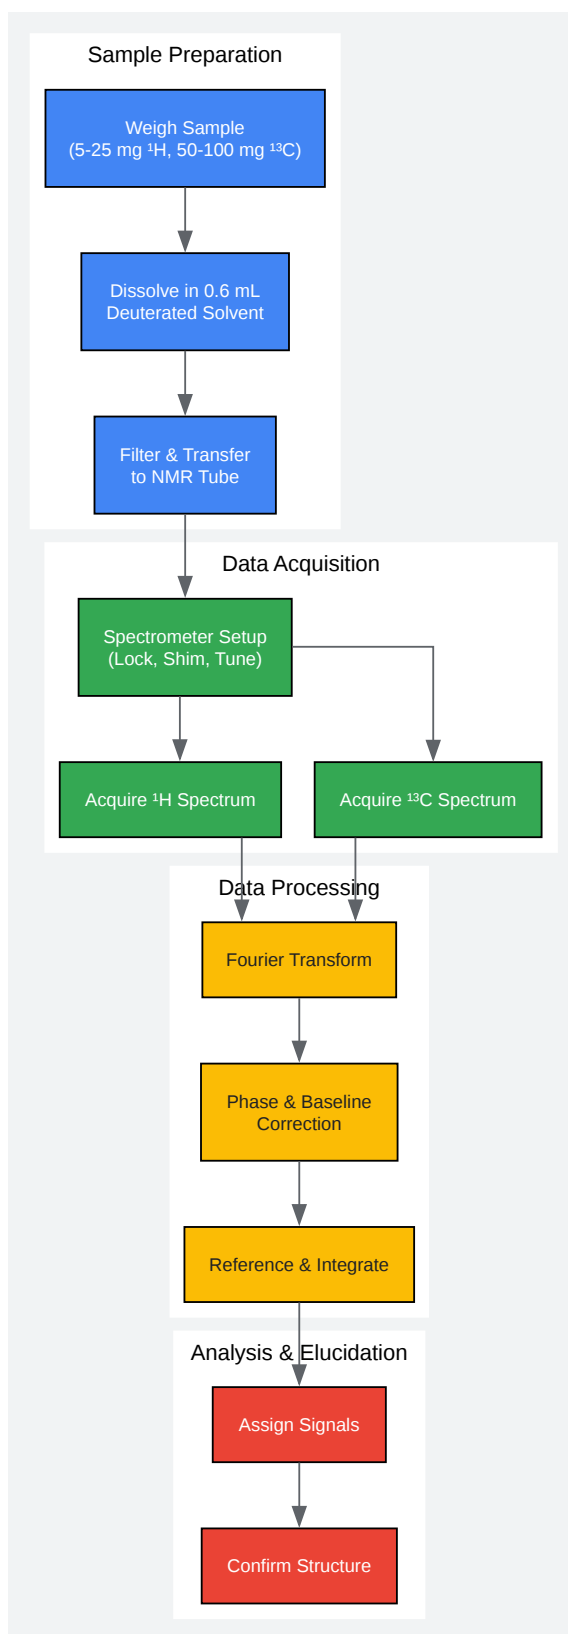 Sample Preparation
Weigh Sample
(5-25 mg ¹H, 50-100 mg ¹³C)
Dissolve in 0.6 mL
Deuterated Solvent
Filter & Transfer
to NMR Tube
Data Acquisition
Spectrometer Setup
(Lock, Shim, Tune)
Acquire ¹H Spectrum
Acquire ¹³C Spectrum
Data Processing
Fourier Transform
Phase & Baseline
Correction
Reference & Integrate
Analysis & Elucidation
Assign Signals
Confirm Structure